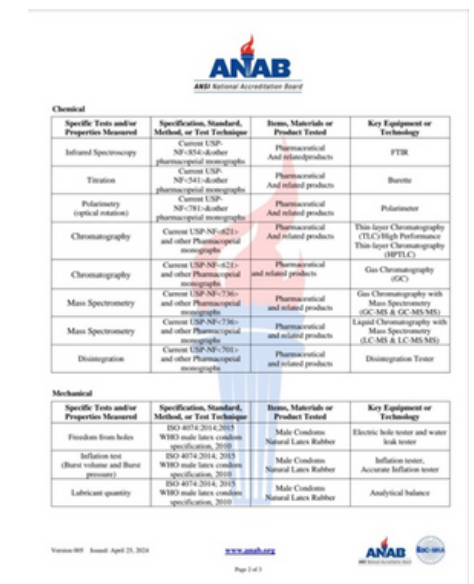 ANAB
ANSI National Accreditation Board
Chemical
Specific Tests and/or Properties Measured | Specification, Standard, Method, or Test Technique | Items, Materials or Product Tested | Key Equipment or Technology
Infrared Spectroscopy | Current USP-NF<854>&other pharmacopeial monographs | Pharmaceutical And relatedproducts | FTIR
Titration | Current USP-NF<541>&other pharmacopeial monographs | Pharmaceutical and related products | Burette
Polarimetry (optical rotation) | Current USP-NF<781>&other pharmacopeial monographs | Pharmaceutical And related products | Polarimeter
Chromatography | Current USP-NF<621> and other Pharmacopeial monographs | Pharmaceutical And related products | Thin-layer Chromatography (TLC)/High Performance Thin-layer Chromatography (HPTLC)
Chromatography | Current USP-NF<621> and other Pharmacopeial monographs | Pharmaceutical and related products | Gas Chromatography (GC)
Mass Spectrometry | Current USP-NF<736> and other Pharmacopeial monographs | Pharmaceutical and related products | Gas Chromatography with Mass Spectrometry (GC-MS & GC-MS/MS)
Mass Spectrometry | Current USP-NF<736> and other Pharmacopeial monographs | Pharmaceutical and related products | Liquid Chromatography with Mass Spectrometry (LC-MS & LC-MS/MS)
Disintegration | Current USP-NF<701> and other Pharmacopeial monographs | Pharmaceutical and related products | Disintegration Tester
Mechanical
Specific Tests and/or Properties Measured | Specification, Standard, Method, or Test Technique | Items, Materials or Product Tested | Key Equipment or Technology
Freedom from holes | ISO 4074:2014;2015 WHO male latex condom specification, 2010 | Male Condoms Natural Latex Rubber | Electric hole tester and water leak tester
Inflation test (Burst volume and Burst pressure) | ISO 4074:2014; 2015 WHO male latex condom specification, 2010 | Male Condoms Natural Latex Rubber | Inflation tester, Accurate Inflation tester
Lubricant quantity | ISO 4074:2014; 2015 WHO male latex condom specification, 2010 | Male Condoms Natural Latex Rubber | Analytical balance
Version 005 Issued: April 25, 2024
www.anab.org
ANAB
ANSI National Accreditation Board
ilac-MRA
Page 2 of 3